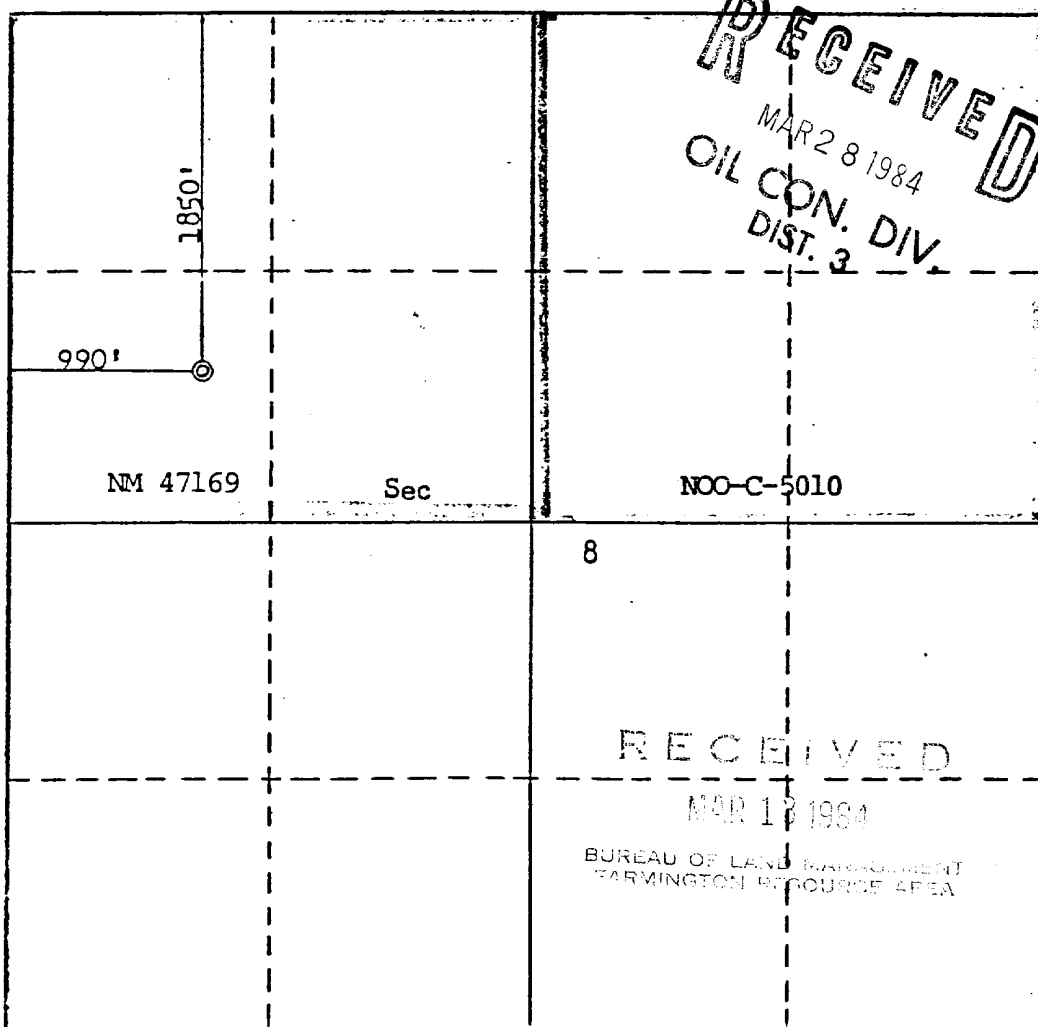 RECEIVED
MAR 28 1984
OIL CON. DIV.
DIST. 3
1850'
990'
NM 47169
Sec
NOO-C-5010
8
RECEIVED
MAR 13 1984
BUREAU OF LAND MANAGEMENT
FARMINGTON RESOURCE AREA